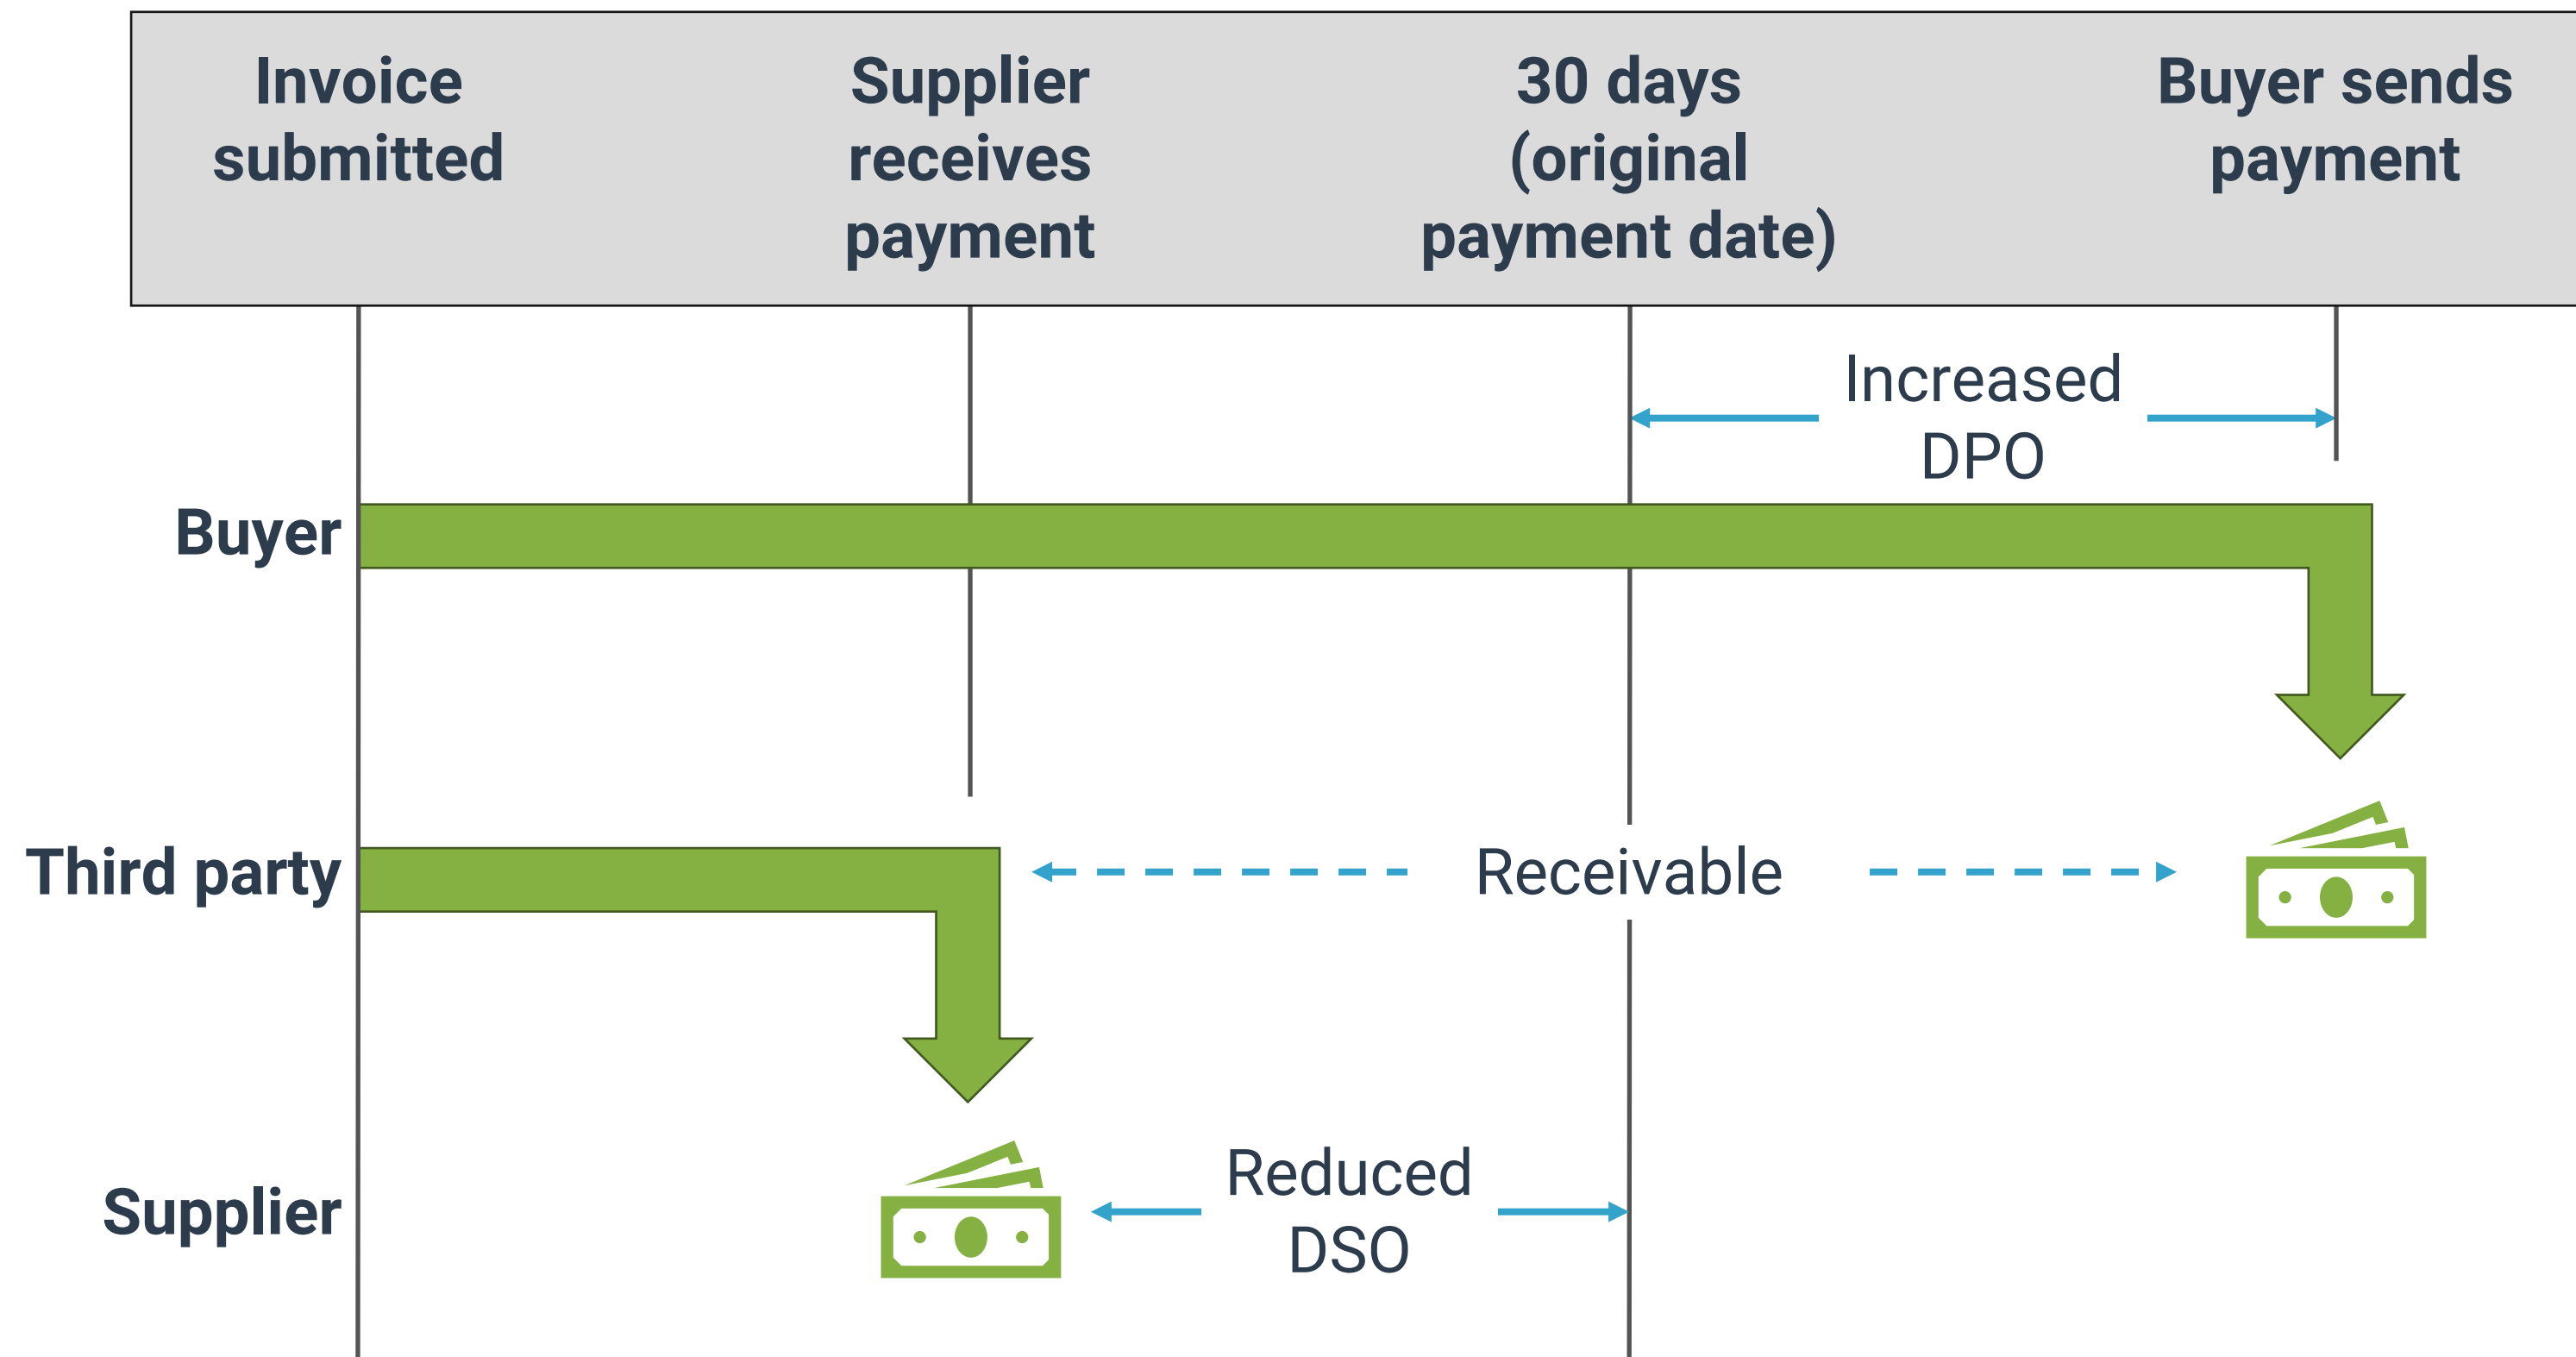 Invoice
submitted
Supplier
receives
payment
30 days
(original
payment date)
Buyer sends
payment
Increased
DPO
Buyer
Third party
Receivable
Supplier
Reduced
DSO